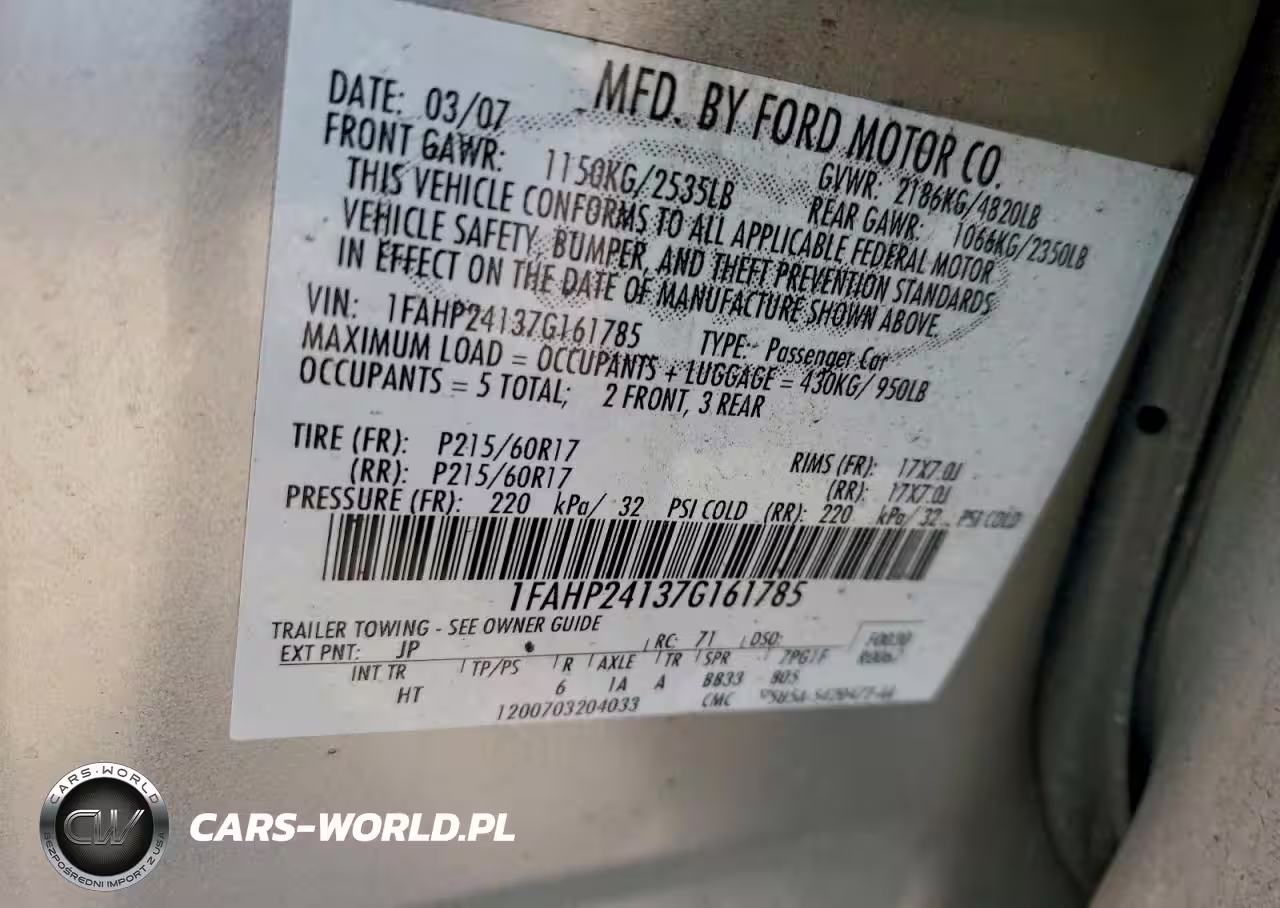 MFD. BY FORD MOTOR CO.
DATE: 03/07 GVWR: 2186KG/4820LB
FRONT GAWR: 1150KG/2535LB REAR GAWR: 1066KG/2350LB
THIS VEHICLE CONFORMS TO ALL APPLICABLE FEDERAL MOTOR
VEHICLE SAFETY, BUMPER, AND THEFT PREVENTION STANDARDS
IN EFFECT ON THE DATE OF MANUFACTURE SHOWN ABOVE.
VIN: 1FAHP24137G161785 TYPE: Passenger Car
MAXIMUM LOAD = OCCUPANTS + LUGGAGE = 430KG/950LB
OCCUPANTS = 5 TOTAL; 2 FRONT, 3 REAR
TIRE (FR): P215/60R17 RIMS (FR): 17X7.0J
(RR): P215/60R17 (RR): 17X7.0J
PRESSURE (FR): 220 kPa/ 32 PSI COLD (RR): 220 kPa/ 32 PSI COLD
1FAHP24137G161785
TRAILER TOWING - SEE OWNER GUIDE
EXT PNT: JP RC: 71 DSO:
INT TR TP/PS R AXLE TR SPR
HT 6 1A A BB33
1200703204033 CMC
CARS-WORLD
CW
BEZPOŚREDNI IMPORT Z USA
CARS-WORLD.PL